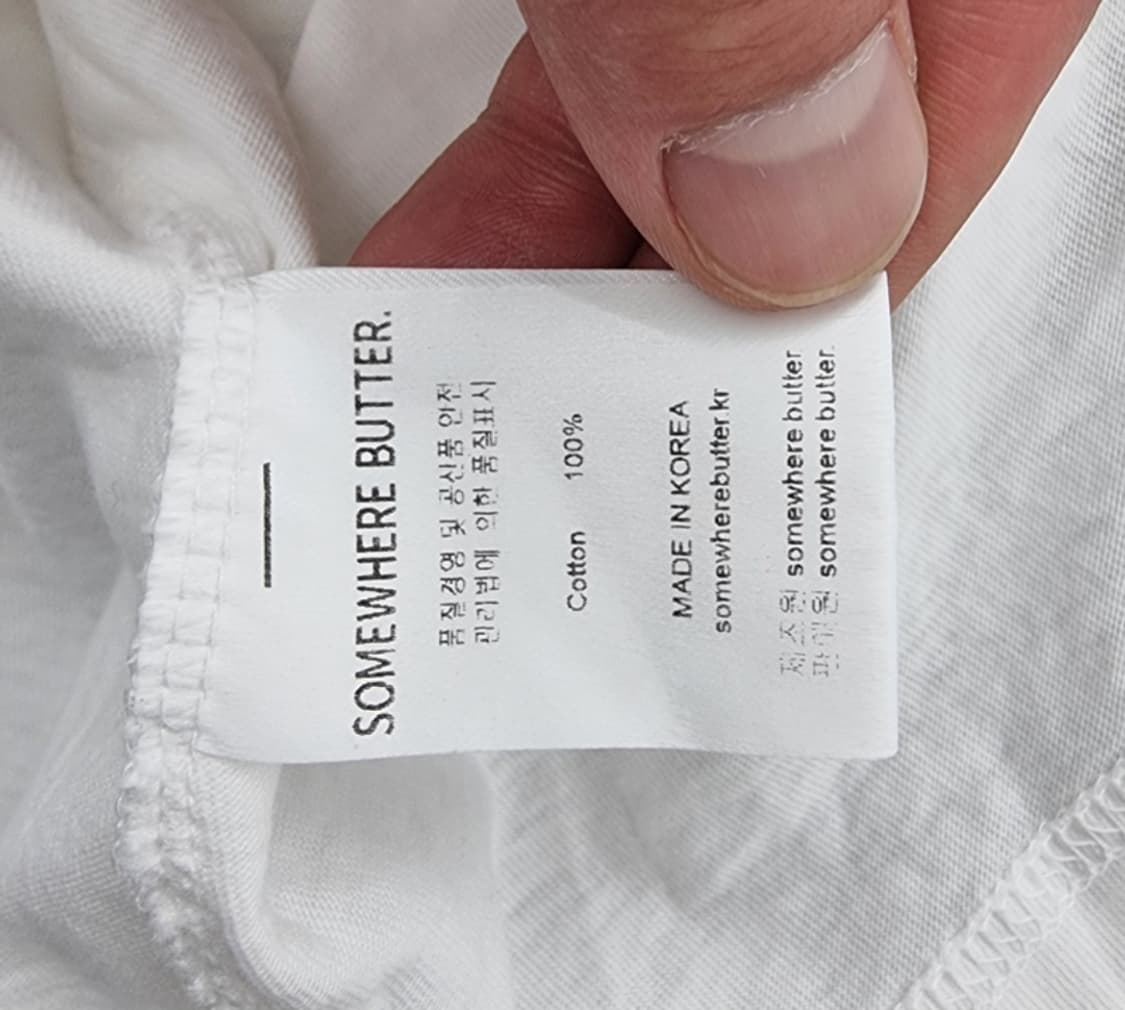 SOMEWHERE BUTTER.
품질경영 및 공산품 안전
관리법에 의한 품질표시
Cotton 100%
MADE IN KOREA
somewherebutter.kr
제조원 somewhere butter.
판매원 somewhere butter.